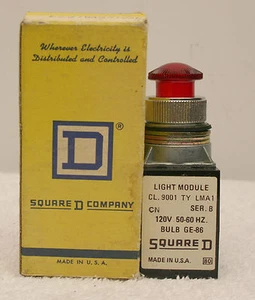 Wherever Electricity is
Distributed and Controlled
D
®
SQUARE D COMPANY
MADE IN U.S.A.
LIGHT MODULE
CL. 9001 TY LMA1
CN SER. B
120V 50-60 HZ.
BULB GE-86
SQUARE D
MADE IN U.S.A.